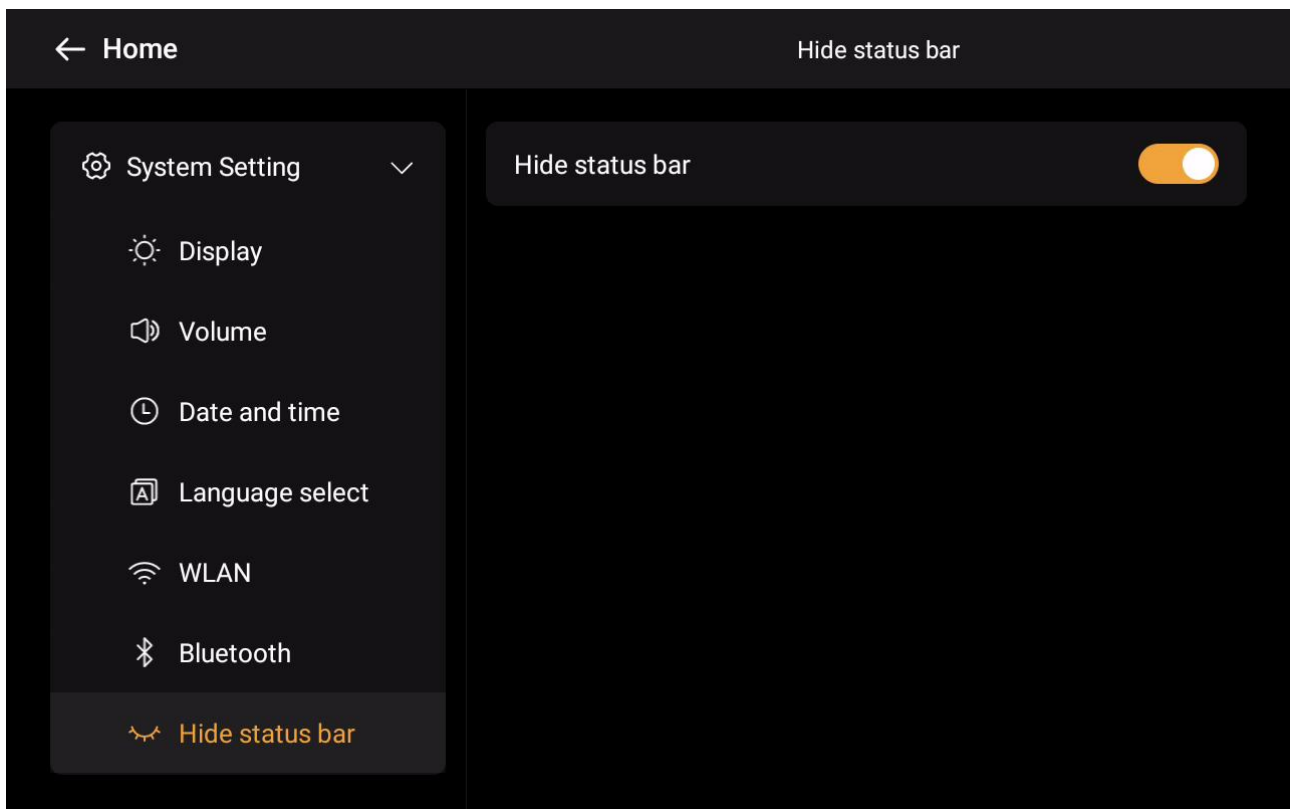 Home
Hide status bar
System Setting
Display
Volume
Date and time
Language select
WLAN
Bluetooth
Hide status bar
Hide status bar